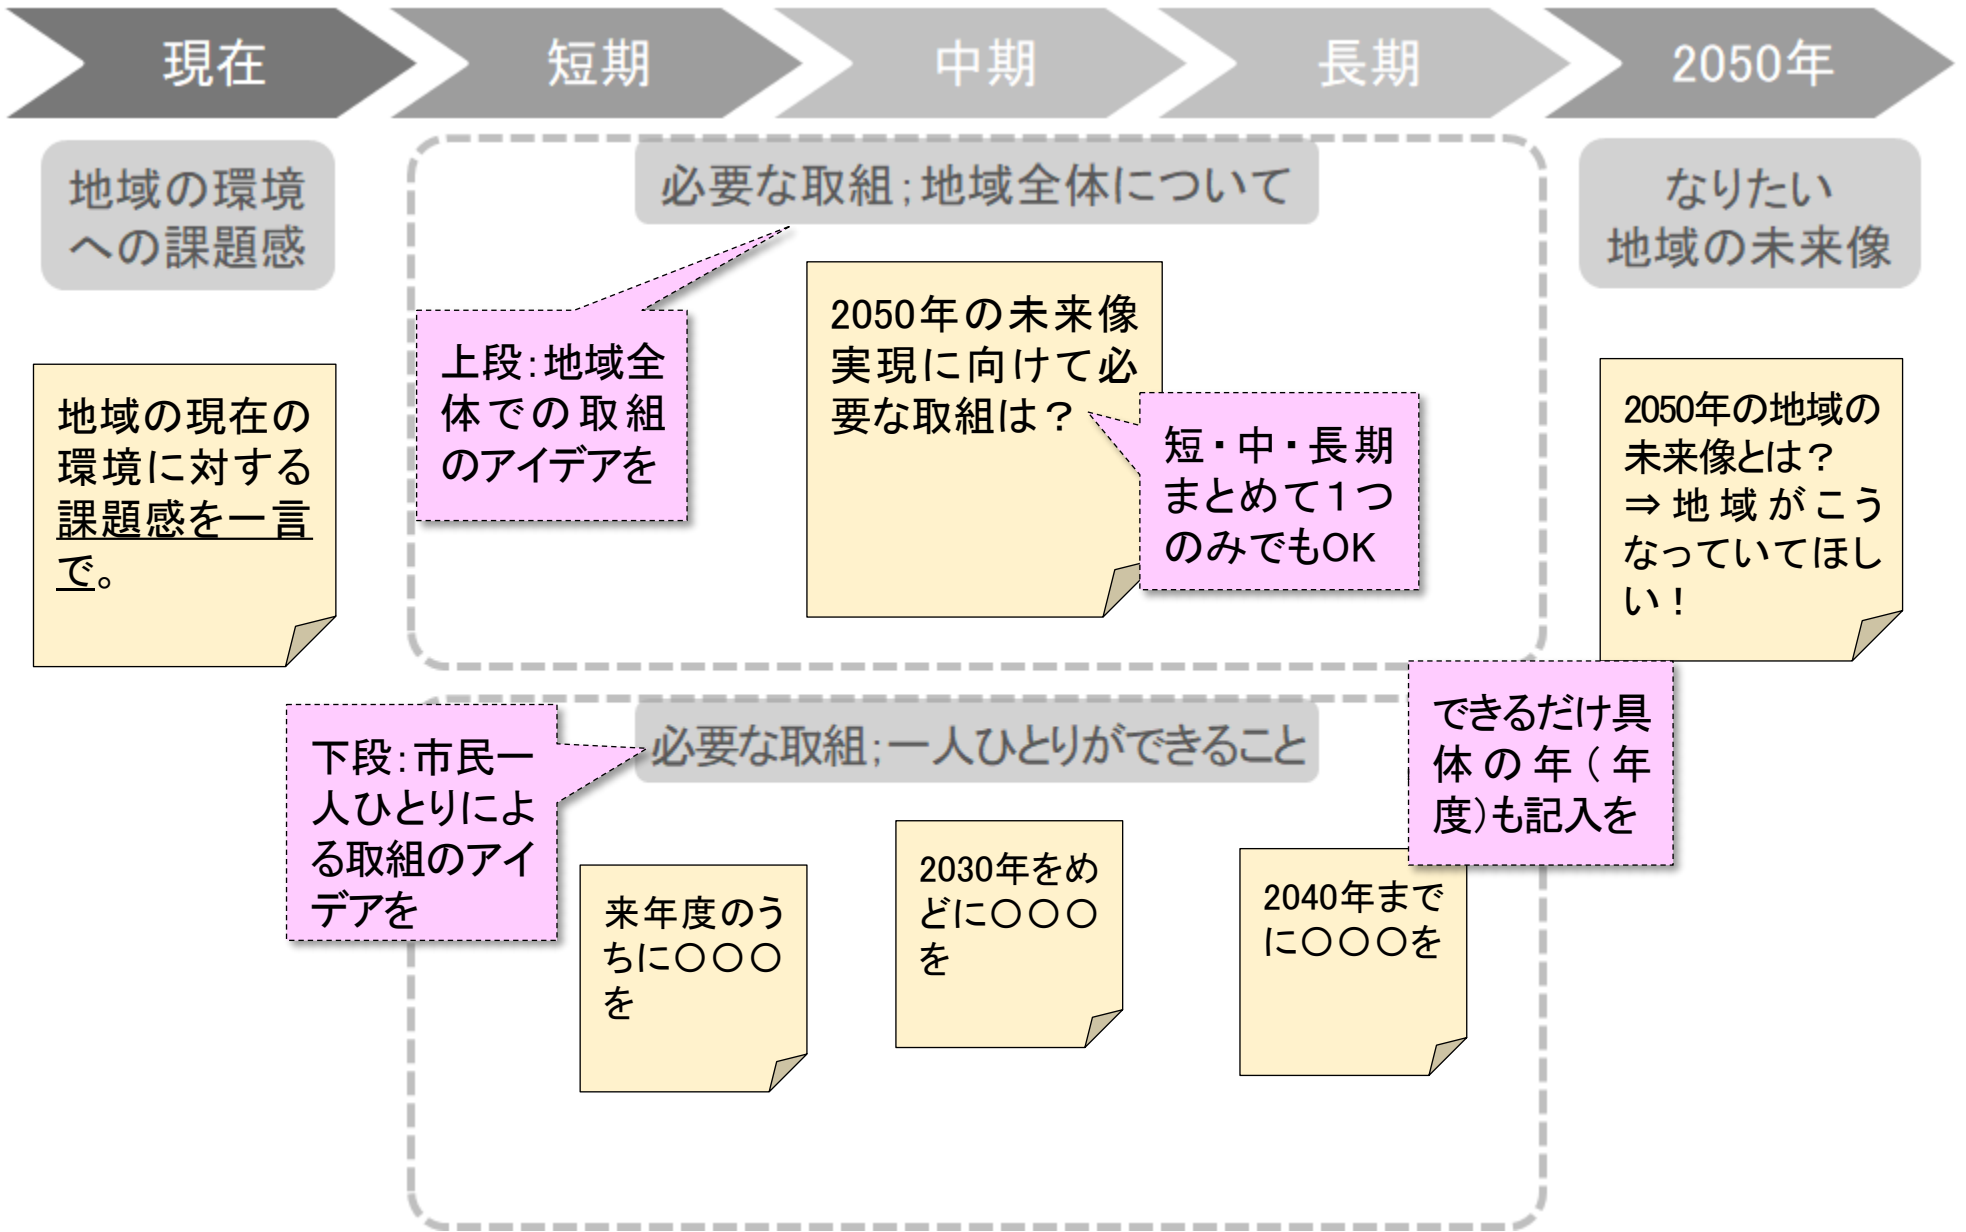 現在
短期
中期
長期
2050年
地域の環境
への課題感
必要な取組；地域全体について
なりたい
地域の未来像
地域の現在の
環境に対する
課題感を一言
で。
上段：地域全
体での取組
のアイデアを
2050年の未来像
実現に向けて必
要な取組は？
短・中・長期
まとめて１つ
のみでもOK
2050年の地域の
未来像とは？
⇒地域がこう
なっていてほし
い！
下段：市民一
人ひとりによ
る取組のアイ
デアを
必要な取組；一人ひとりができること
できるだけ具
体の年（年
度）も記入を
来年度のう
ちに〇〇〇
を
2030年をめ
どに〇〇〇
を
2040年まで
に〇〇〇を